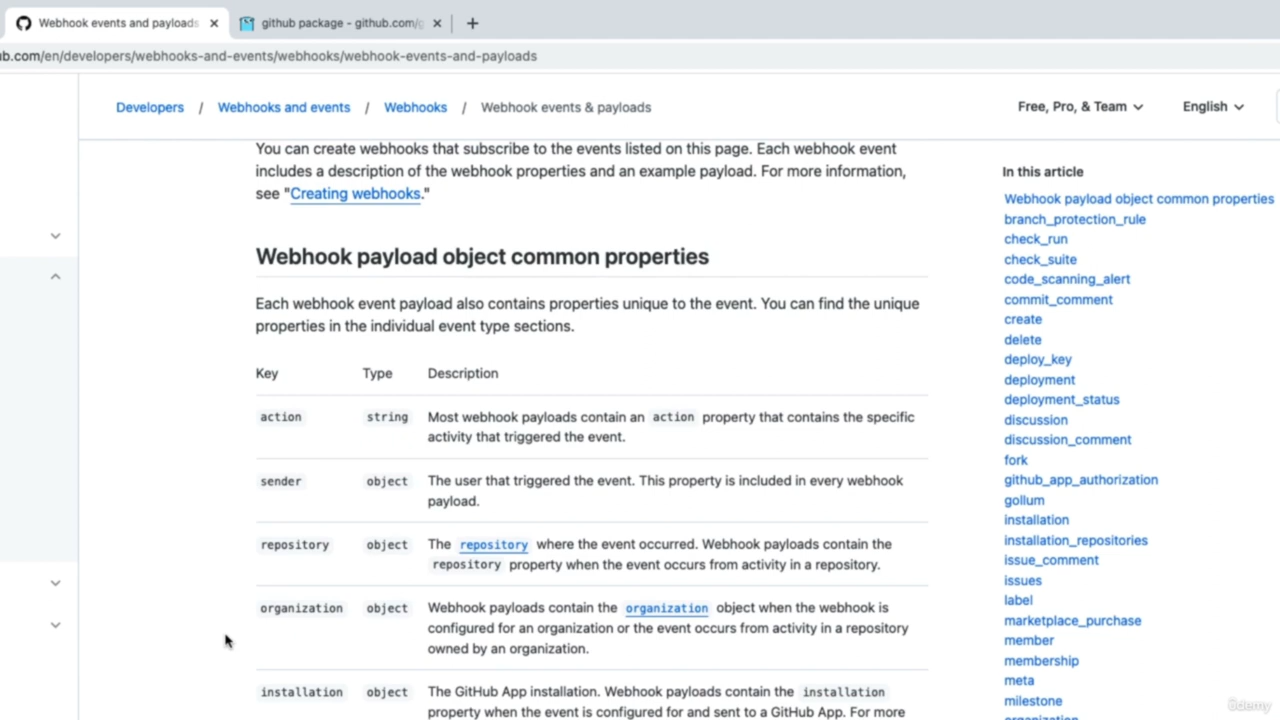 Webhook events and payloads
github package - github.com/g
b.com/en/developers/webhooks-and-events/webhooks/webhook-events-and-payloads
Developers / Webhooks and events / Webhooks / Webhook events & payloads
Free, Pro, & Team
English
You can create webhooks that subscribe to the events listed on this page. Each webhook event
includes a description of the webhook properties and an example payload. For more information,
see "Creating webhooks."
Webhook payload object common properties
Each webhook event payload also contains properties unique to the event. You can find the unique
properties in the individual event type sections.
Key Type Description
action string Most webhook payloads contain an action property that contains the specific
activity that triggered the event.
sender object The user that triggered the event. This property is included in every webhook
payload.
repository object The repository where the event occurred. Webhook payloads contain the
repository property when the event occurs from activity in a repository.
organization object Webhook payloads contain the organization object when the webhook is
configured for an organization or the event occurs from activity in a repository
owned by an organization.
installation object The GitHub App installation. Webhook payloads contain the installation
property when the event is configured for and sent to a GitHub App. For more
In this article
Webhook payload object common properties
branch_protection_rule
check_run
check_suite
code_scanning_alert
commit_comment
create
delete
deploy_key
deployment
deployment_status
discussion
discussion_comment
fork
github_app_authorization
gollum
installation
installation_repositories
issue_comment
issues
label
marketplace_purchase
member
membership
meta
milestone
organization
ûdemy